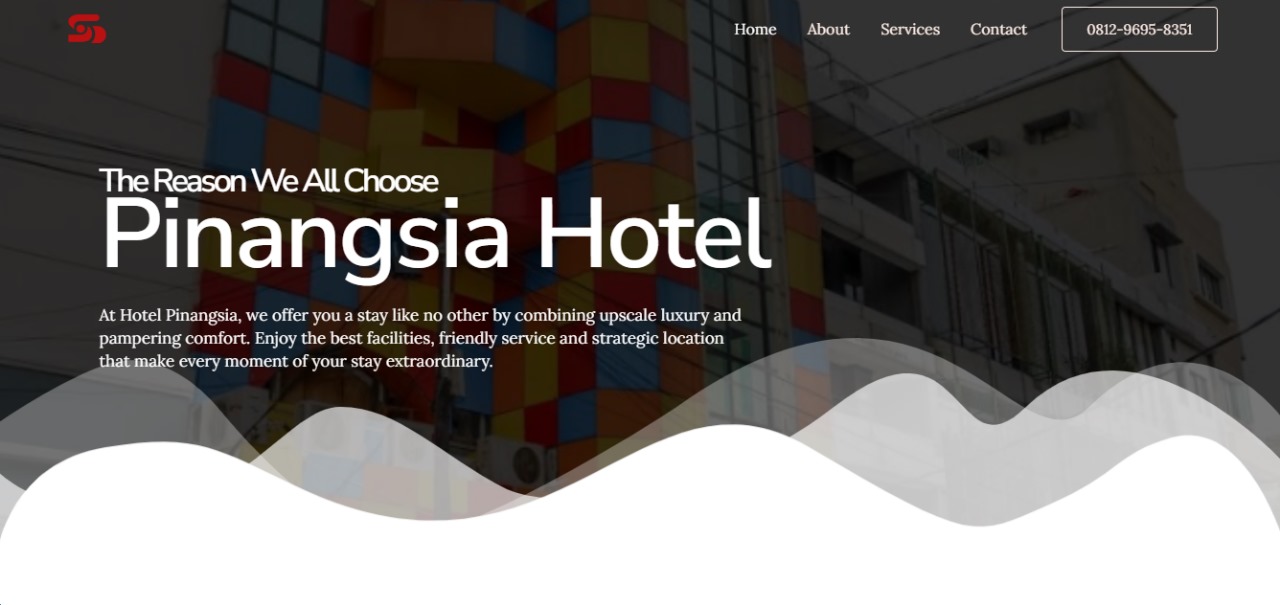 Home About Services Contact 0812-9695-8351
The Reason We All Choose
Pinangsia Hotel
At Hotel Pinangsia, we offer you a stay like no other by combining upscale luxury and
pampering comfort. Enjoy the best facilities, friendly service and strategic location
that make every moment of your stay extraordinary.